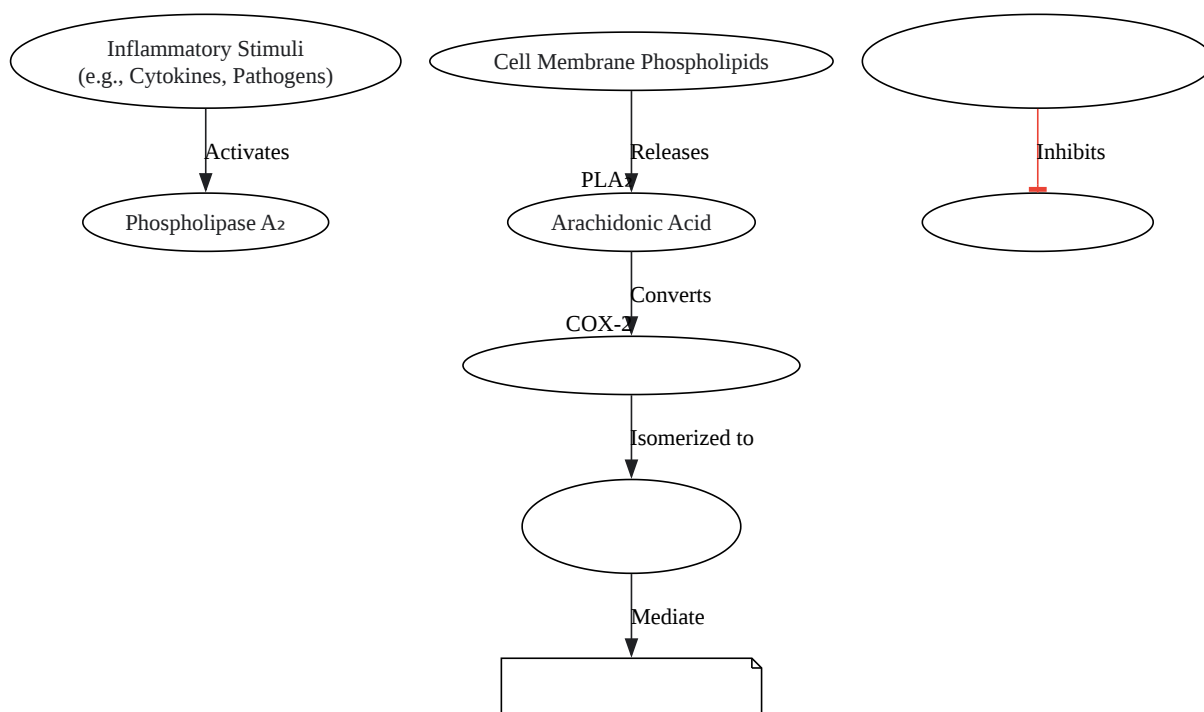 Inflammatory Stimuli
(e.g., Cytokines, Pathogens)
Cell Membrane Phospholipids
Activates
Releases
Inhibits
PLA₂
Phospholipase A₂
Arachidonic Acid
Converts
COX-2
Isomerized to
Mediate